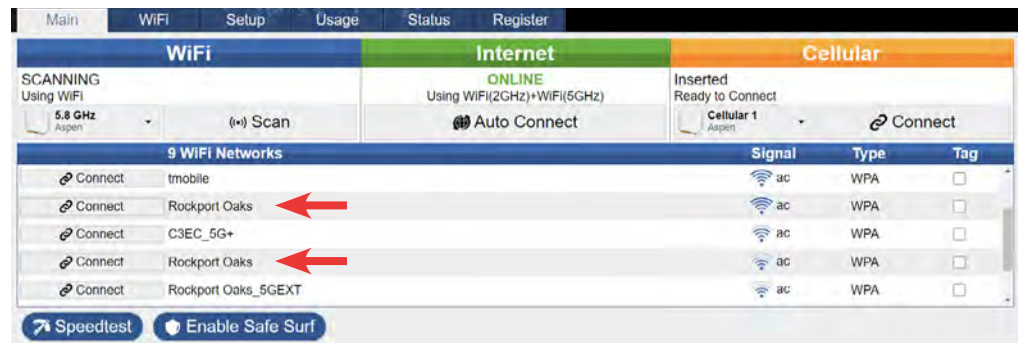 Main WiFi Setup Usage Status Register
WiFi Internet Cellular
SCANNING ONLINE Inserted
Using WiFi Using WiFi(2GHz)+WiFi(5GHz) Ready to Connect
5.8 GHz Scan Auto Connect Cellular 1 Connect
Aspen Aspen
9 WiFi Networks Signal Type Tag
Connect tmobile ac WPA
Connect Rockport Oaks ac WPA
Connect C3EC_5G+ ac WPA
Connect Rockport Oaks ac WPA
Connect Rockport Oaks_5GEXT ac WPA
Speedtest Enable Safe Surf